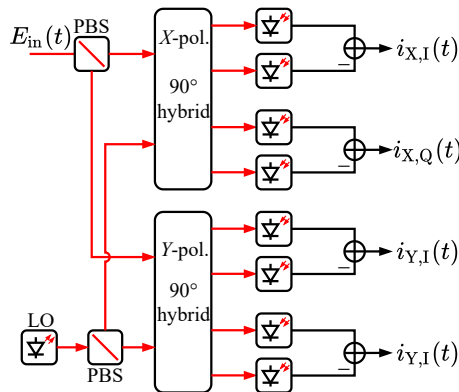 E_in(t)
PBS
X-pol.
90°
hybrid
−
i_X,I(t)
−
i_X,Q(t)
Y-pol.
90°
hybrid
−
i_Y,I(t)
−
i_Y,I(t)
LO
PBS